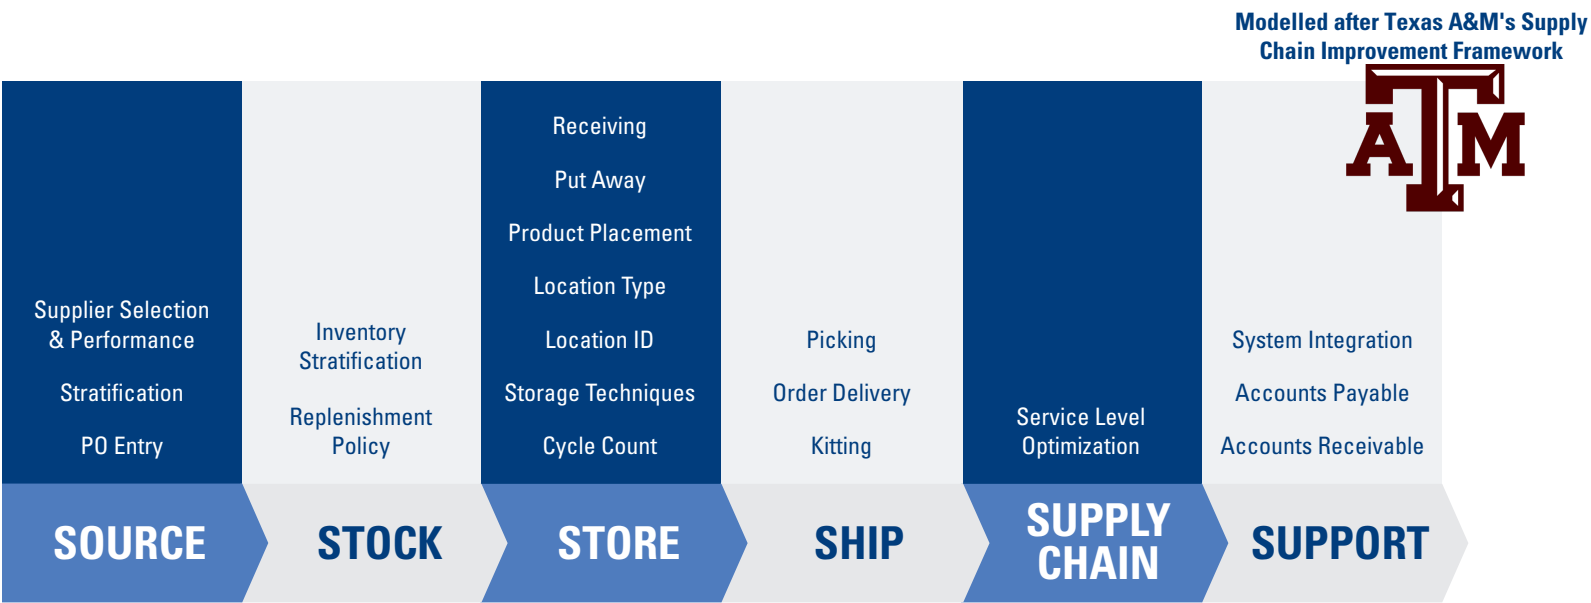 Modelled after Texas A&M's Supply
Chain Improvement Framework
ATM
Supplier Selection
& Performance
Stratification
PO Entry
SOURCE
Inventory
Stratification
Replenishment
Policy
STOCK
Receiving
Put Away
Product Placement
Location Type
Location ID
Storage Techniques
Cycle Count
STORE
Picking
Order Delivery
Kitting
SHIP
Service Level
Optimization
SUPPLY
CHAIN
System Integration
Accounts Payable
Accounts Receivable
SUPPORT